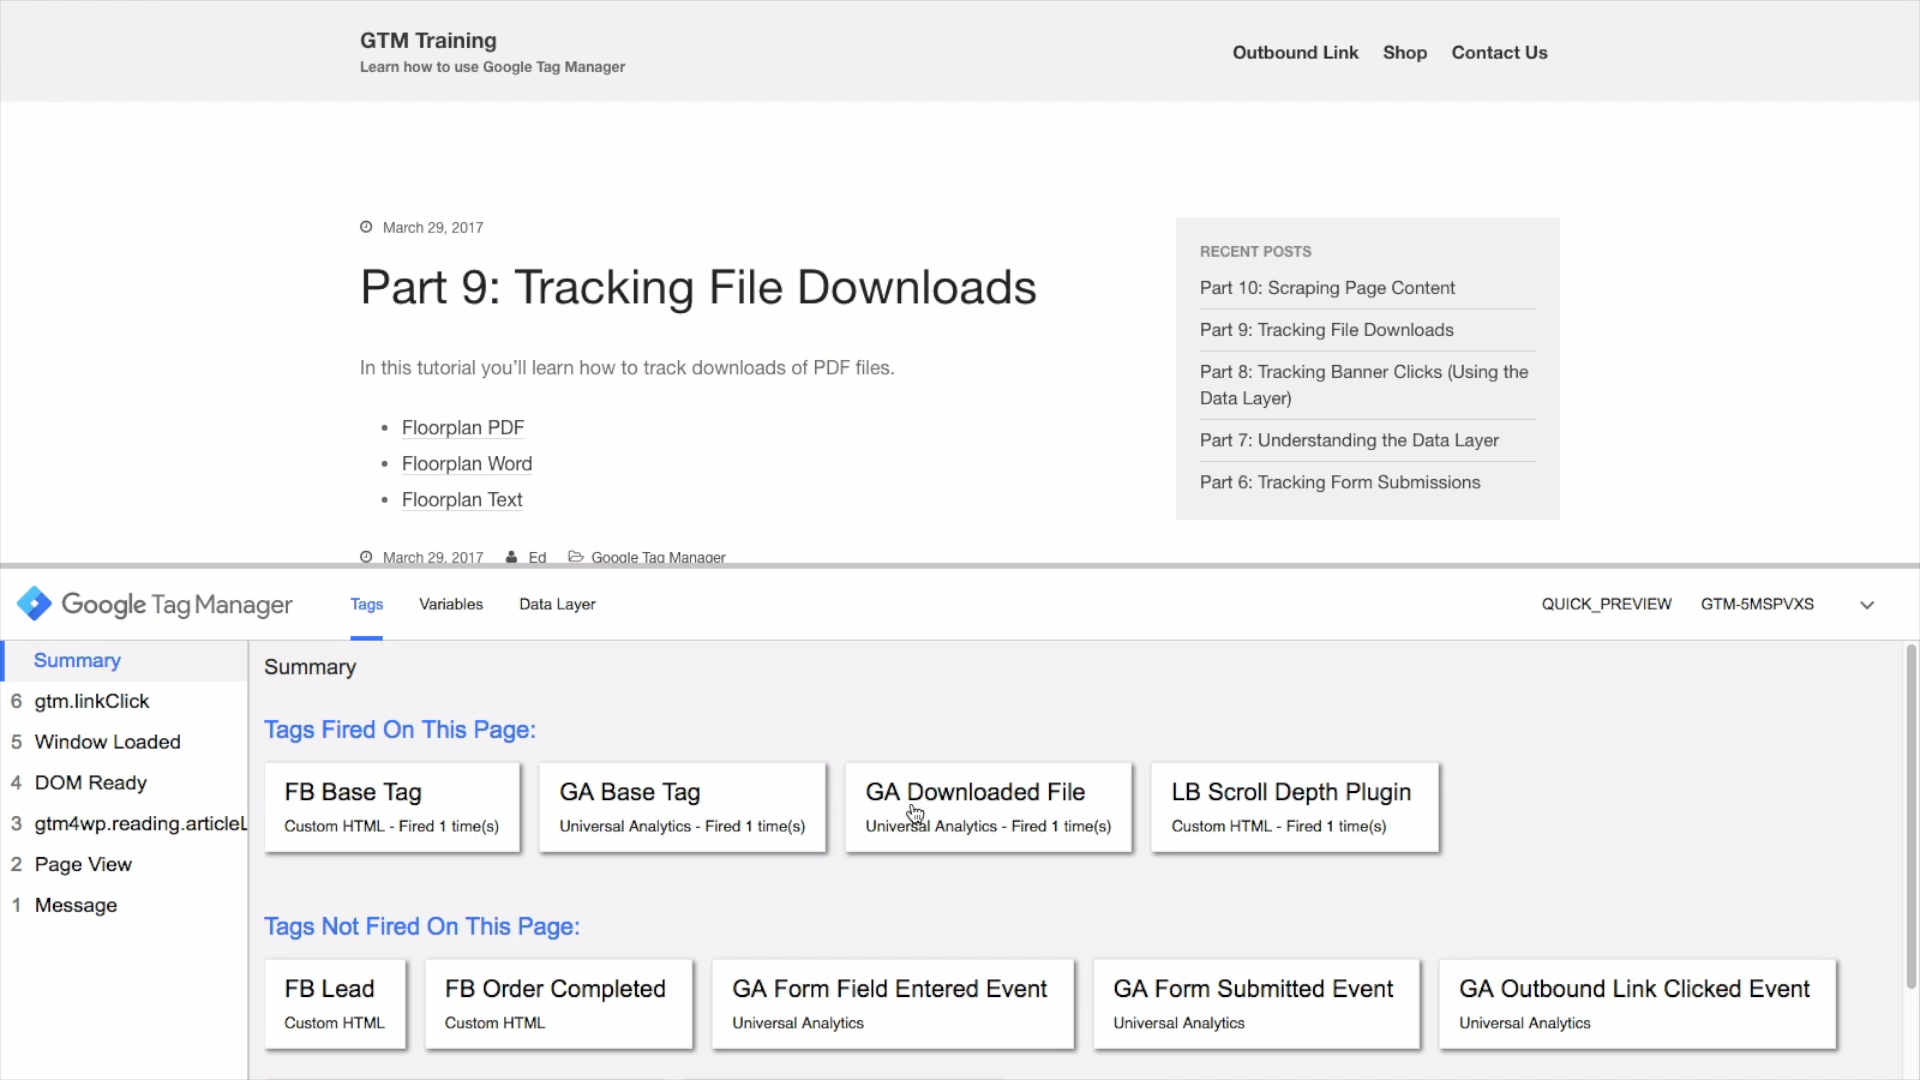 GTM Training
Learn how to use Google Tag Manager
Outbound Link Shop Contact Us
March 29, 2017
Part 9: Tracking File Downloads
In this tutorial you'll learn how to track downloads of PDF files.
Floorplan PDF
Floorplan Word
Floorplan Text
March 29, 2017 Ed Google Tag Manager
RECENT POSTS
Part 10: Scraping Page Content
Part 9: Tracking File Downloads
Part 8: Tracking Banner Clicks (Using the
Data Layer)
Part 7: Understanding the Data Layer
Part 6: Tracking Form Submissions
Google Tag Manager
Tags Variables Data Layer
QUICK_PREVIEW GTM-5MSPVXS
Summary
6 gtm.linkClick
5 Window Loaded
4 DOM Ready
3 gtm4wp.reading.articleL
2 Page View
1 Message
Summary
Tags Fired On This Page:
FB Base Tag
Custom HTML - Fired 1 time(s)
GA Base Tag
Universal Analytics - Fired 1 time(s)
GA Downloaded File
Universal Analytics - Fired 1 time(s)
LB Scroll Depth Plugin
Custom HTML - Fired 1 time(s)
Tags Not Fired On This Page:
FB Lead
Custom HTML
FB Order Completed
Custom HTML
GA Form Field Entered Event
Universal Analytics
GA Form Submitted Event
Universal Analytics
GA Outbound Link Clicked Event
Universal Analytics